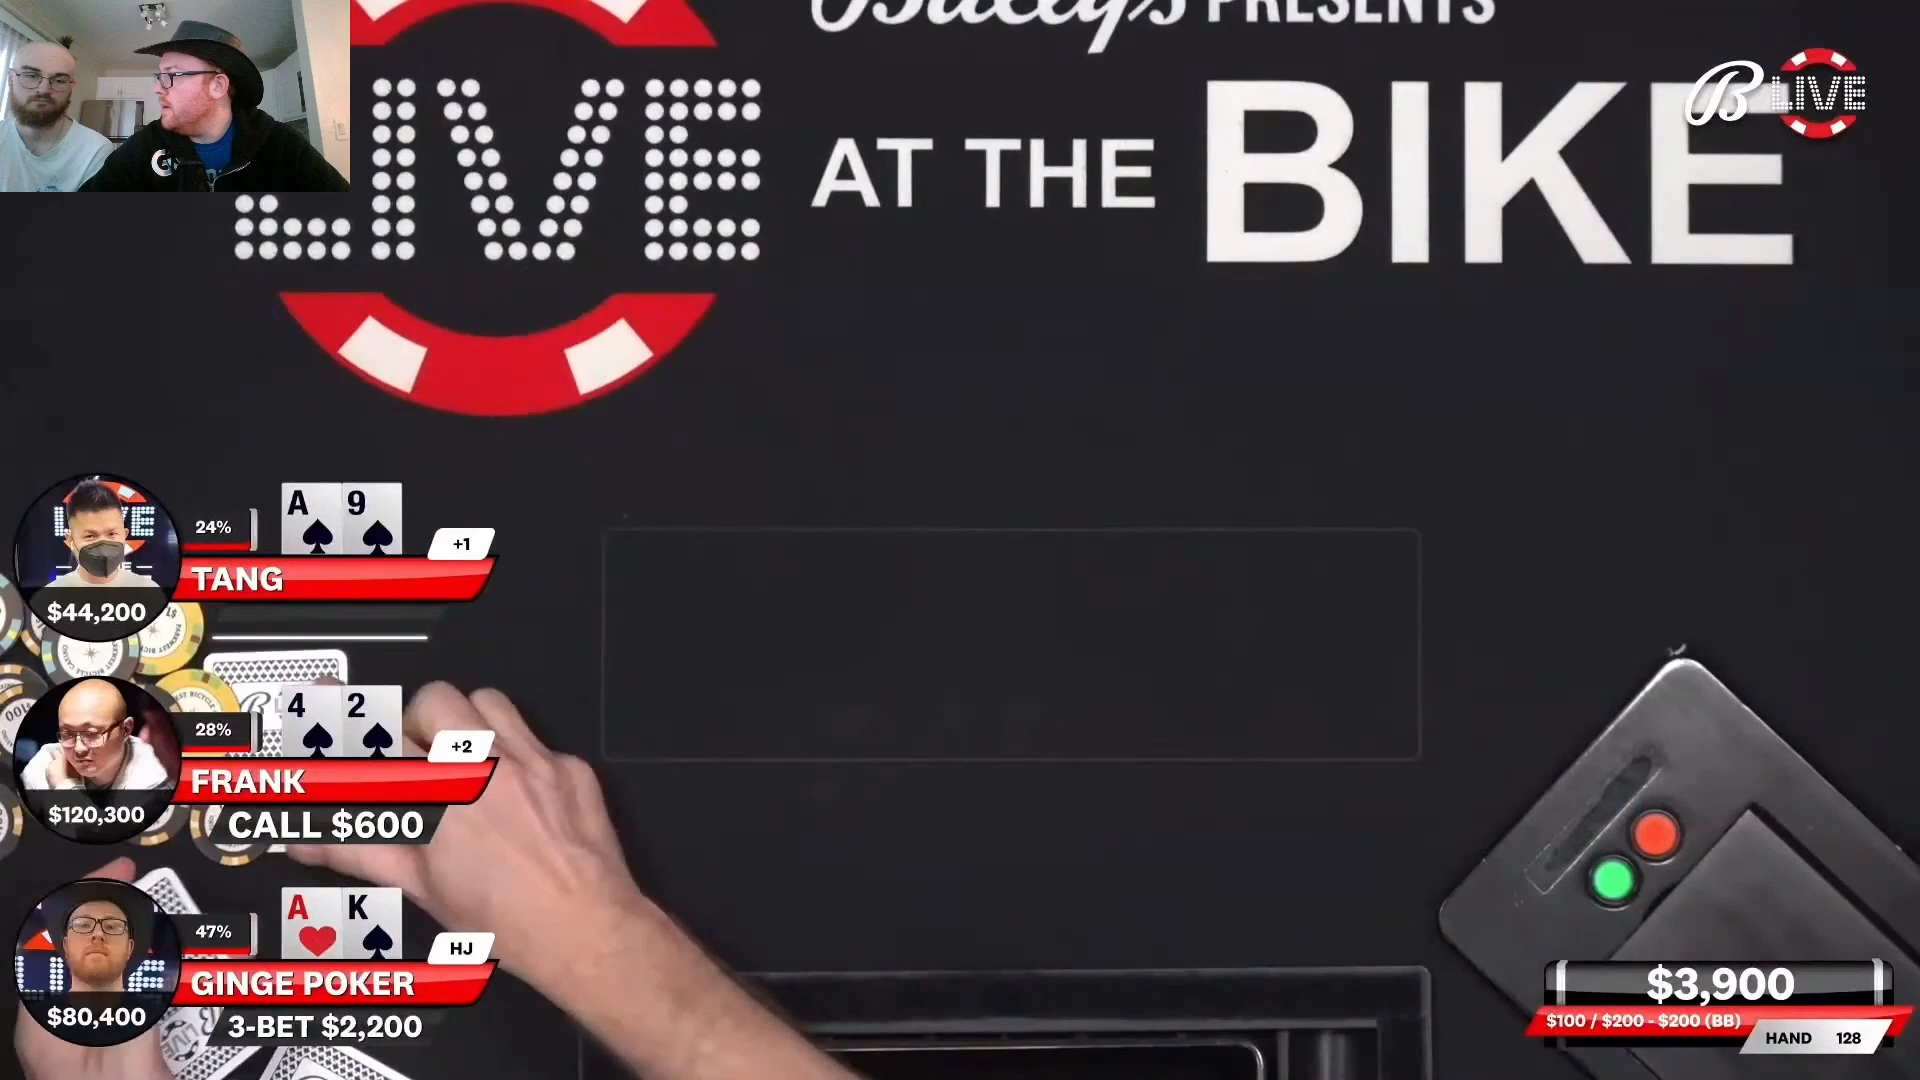 Bally's PRESENTS
LIVE AT THE BIKE
B LIVE
24%
A 9
+1
TANG
$44,200
28%
4 2
+2
FRANK
$120,300
CALL $600
47%
A K
HJ
GINGE POKER
$80,400
3-BET $2,200
$3,900
$100 / $200 - $200 (BB)
HAND 128